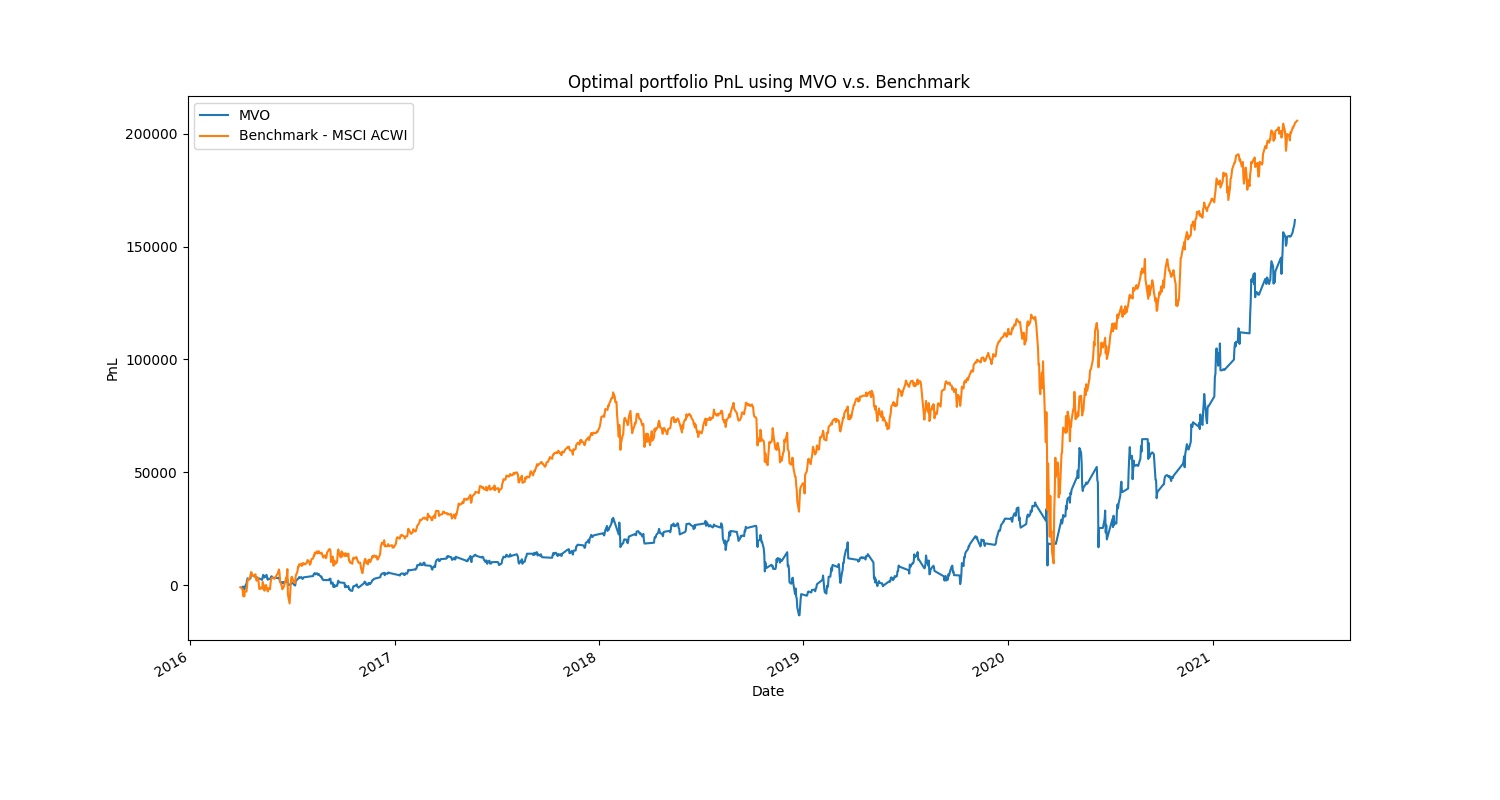 Optimal portfolio PnL using MVO v.s. Benchmark
MVO
Benchmark - MSCI ACWI
200000
150000
100000
50000
0
PnL
2016
2017
2018
2019
2020
2021
Date